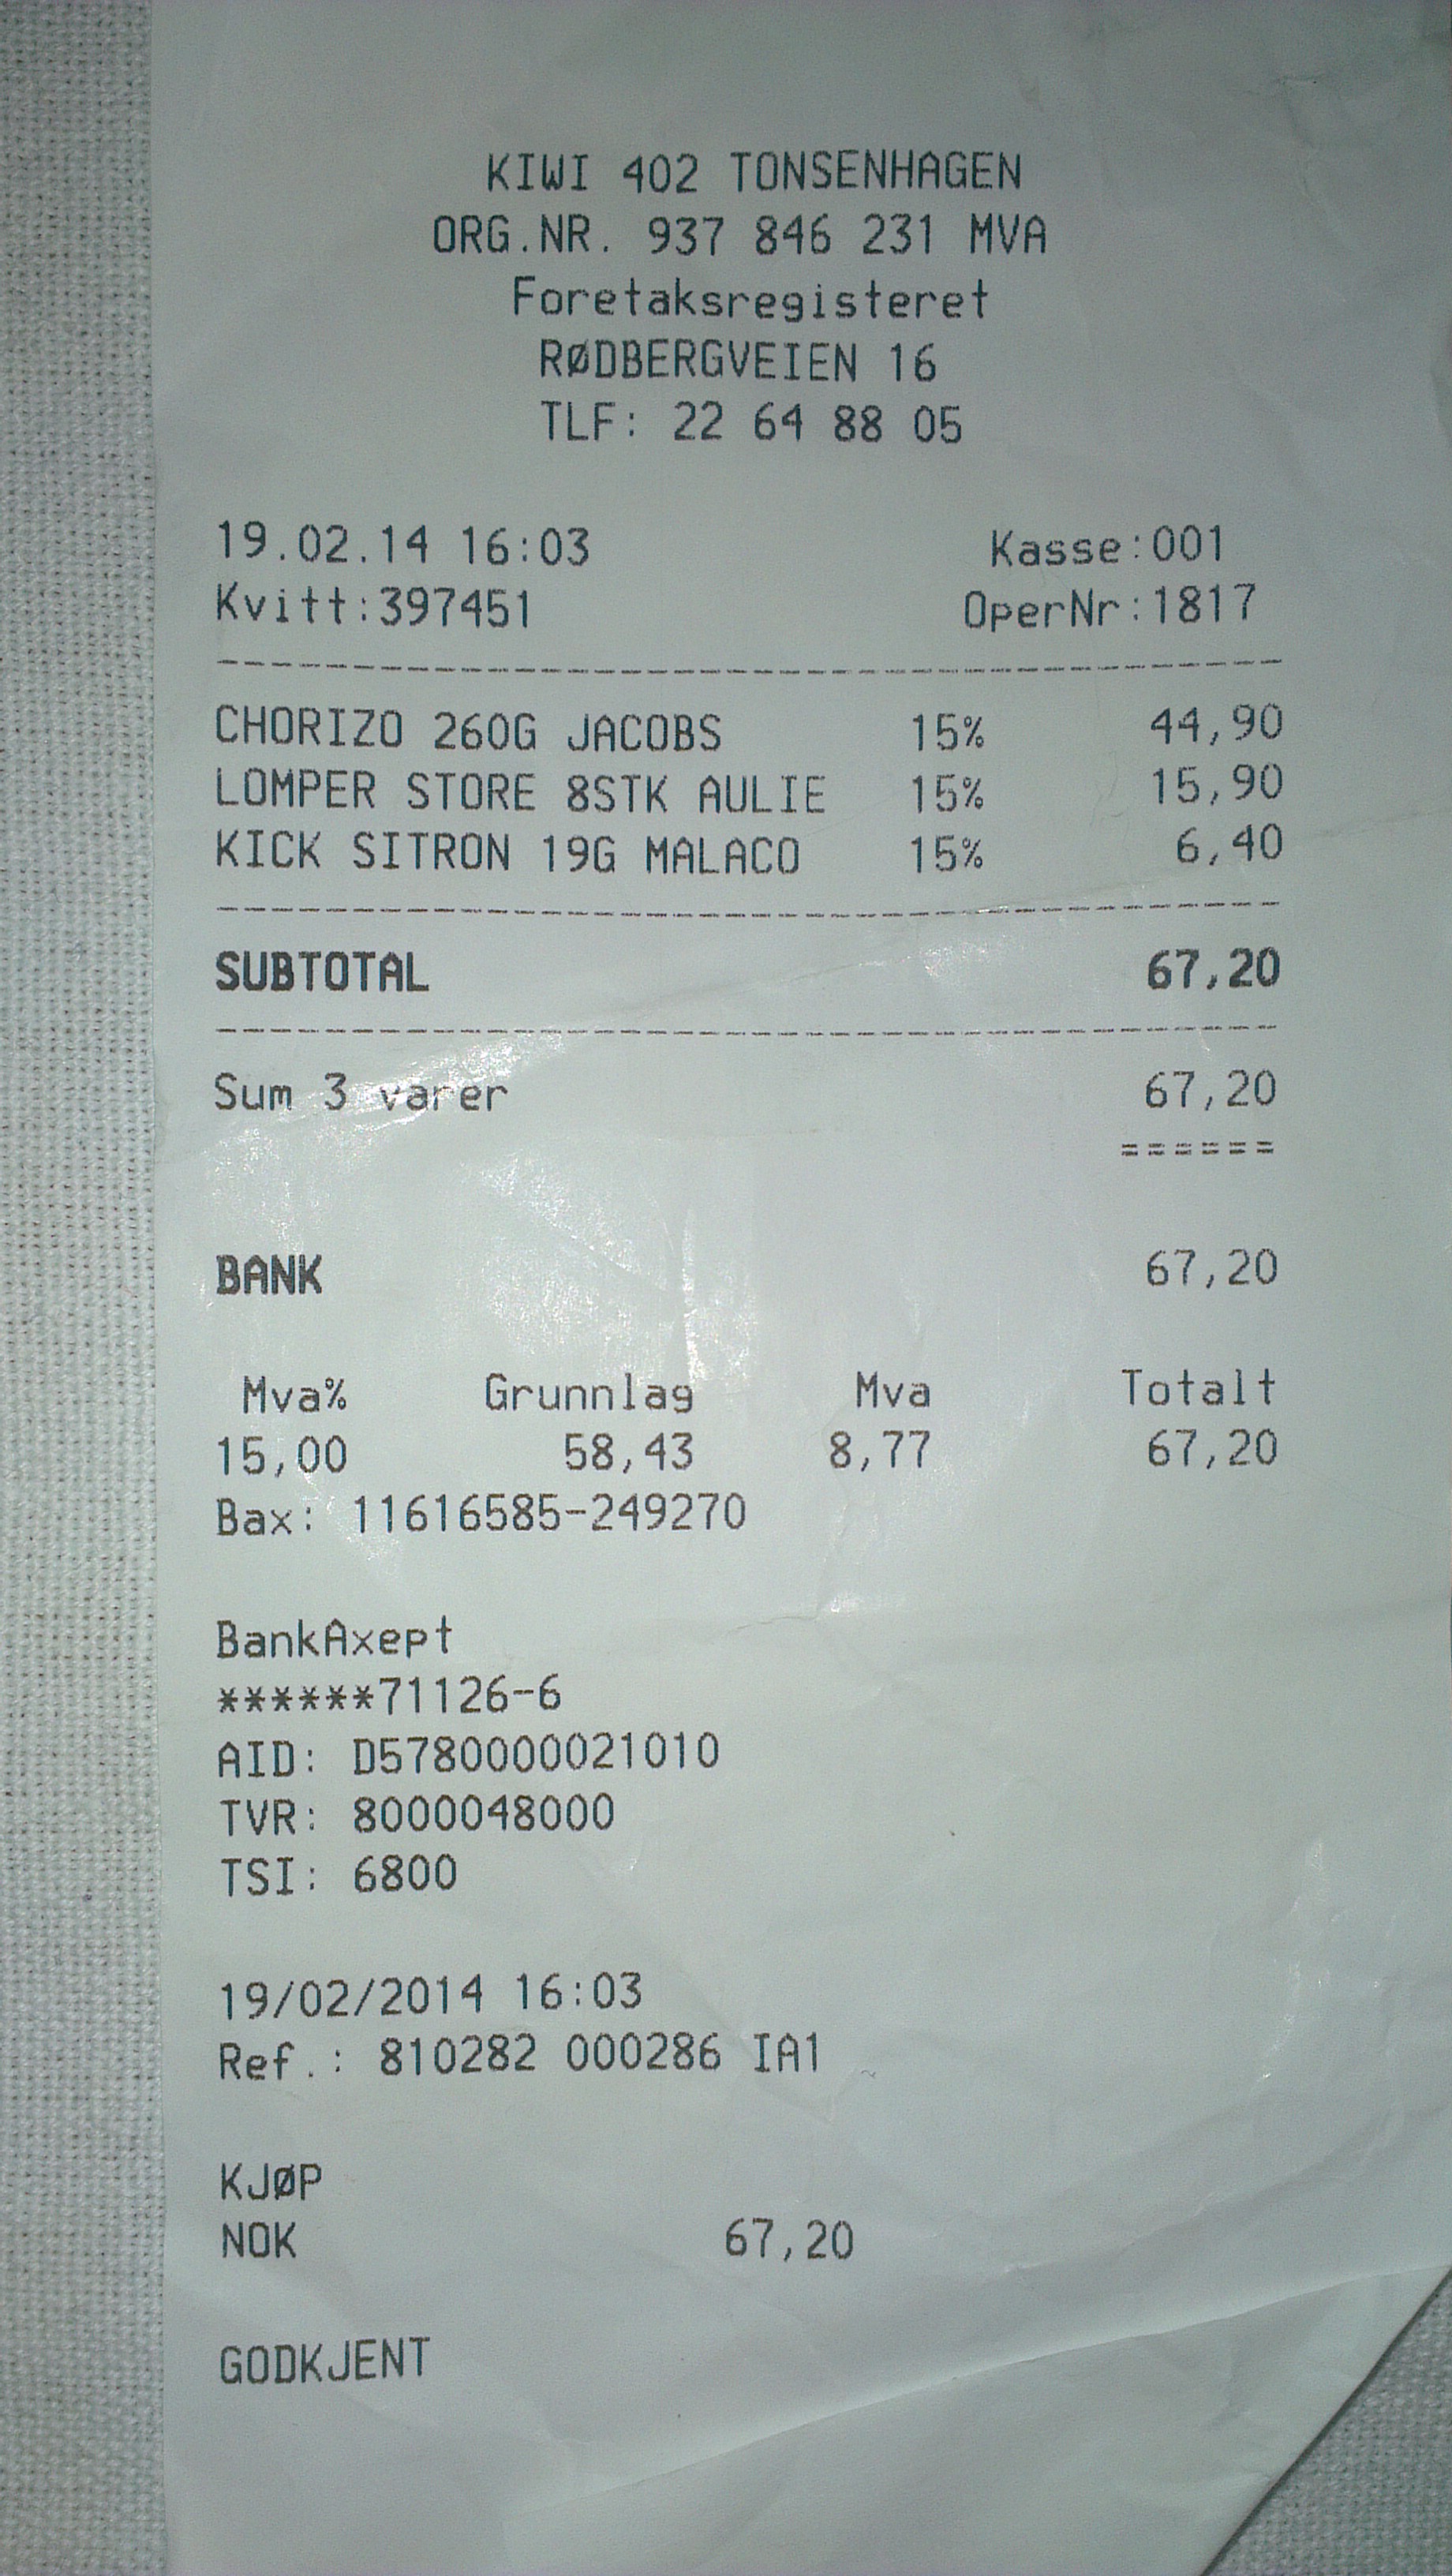 KIWI 402 TONSENHAGEN
ORG.NR. 937 846 231 MVA
Foretaksregisteret
RØDBERGVEIEN 16
TLF: 22 64 88 05
19.02.14 16:03 Kasse:001
Kvitt:397451 OperNr:1817
--------------------------------
CHORIZO 260G JACOBS 15% 44,90
LOMPER STORE 8STK AULIE 15% 15,90
KICK SITRON 19G MALACO 15% 6,40
--------------------------------
SUBTOTAL 67,20
--------------------------------
Sum 3 varer 67,20
======
BANK 67,20
Mva% Grunnlag Mva Totalt
15,00 58,43 8,77 67,20
Bax: 11616585-249270
BankAxept
******71126-6
AID: D5780000021010
TVR: 8000048000
TSI: 6800
19/02/2014 16:03
Ref.: 810282 000286 IA1
KJØP
NOK 67,20
GODKJENT